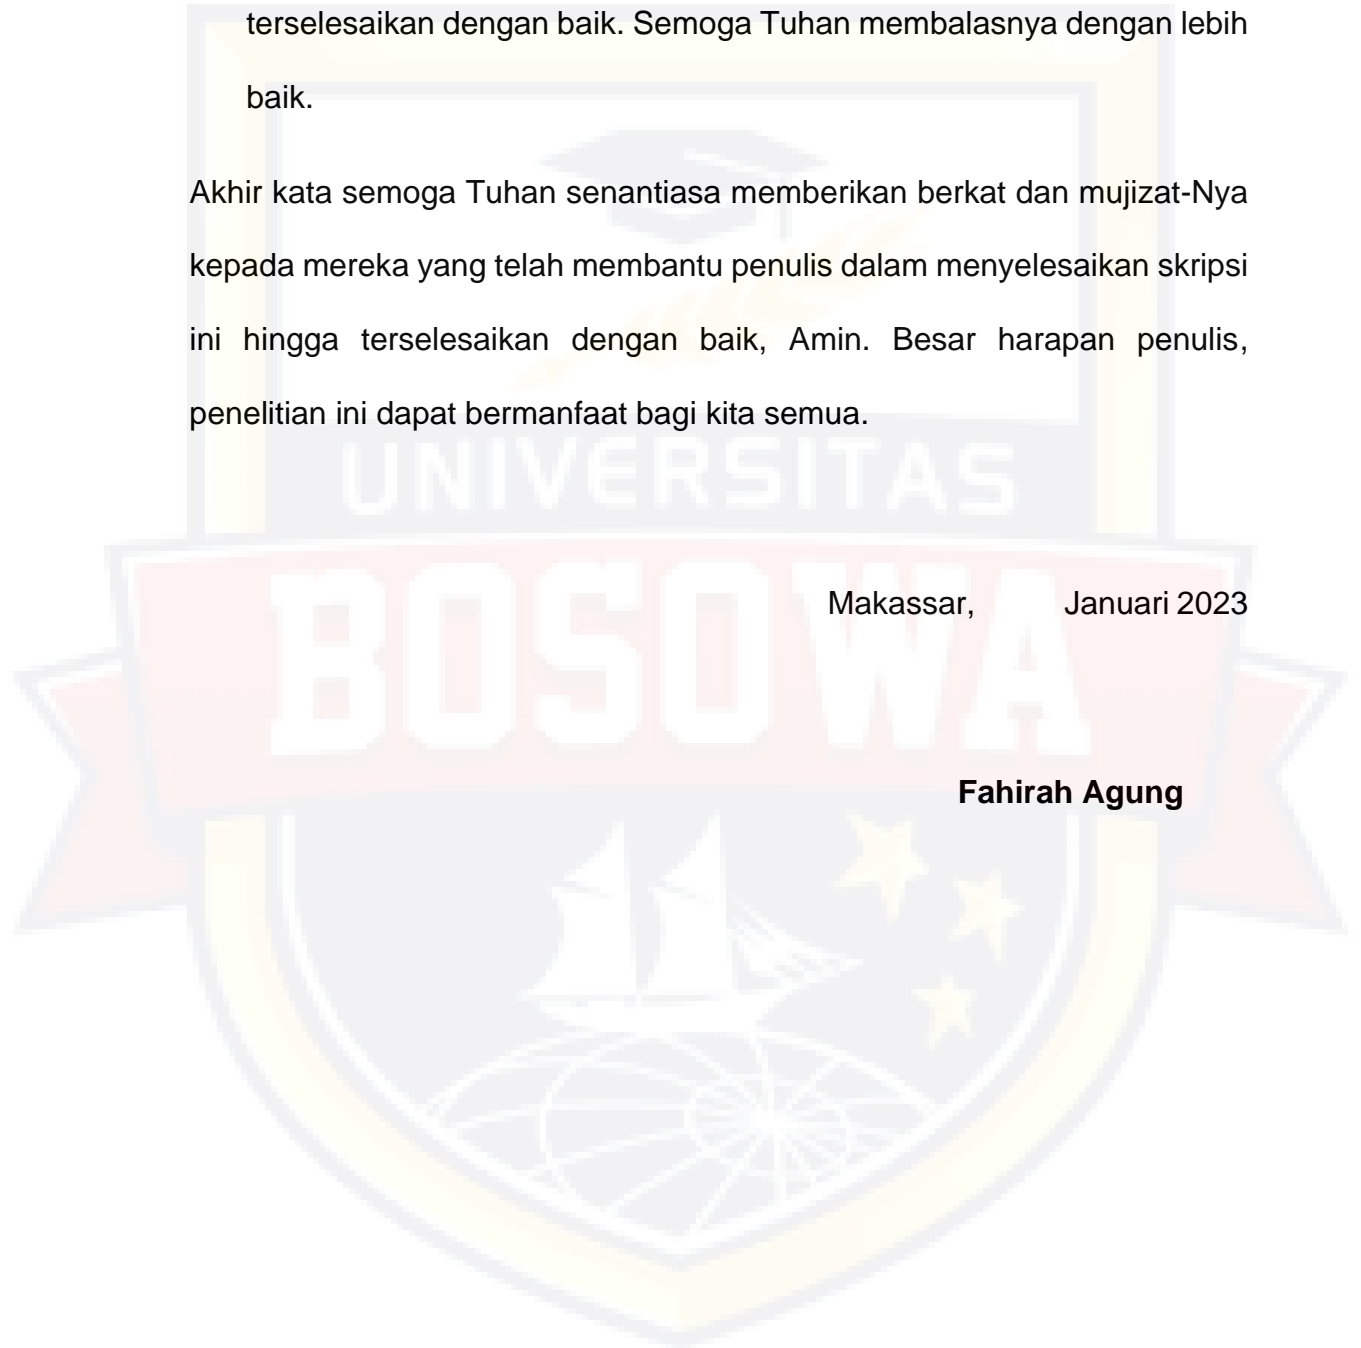 terselesaikan dengan baik. Semoga Tuhan membalasnya dengan lebih
baik.
Akhir kata semoga Tuhan senantiasa memberikan berkat dan mujizat-Nya
kepada mereka yang telah membantu penulis dalam menyelesaikan skripsi
ini hingga terselesaikan dengan baik, Amin. Besar harapan penulis,
penelitian ini dapat bermanfaat bagi kita semua.
UNIVERSITAS
BOSOWA
Makassar, Januari 2023
Fahirah Agung